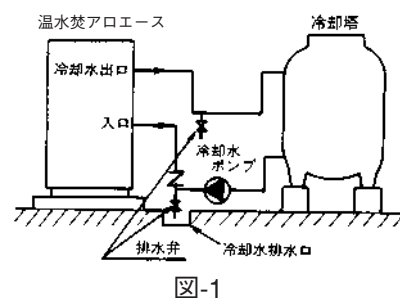 温水焚アロエース
冷却塔
冷却水出口
入口
冷却水
ポンプ
排水弁
冷却水排水口
図-1